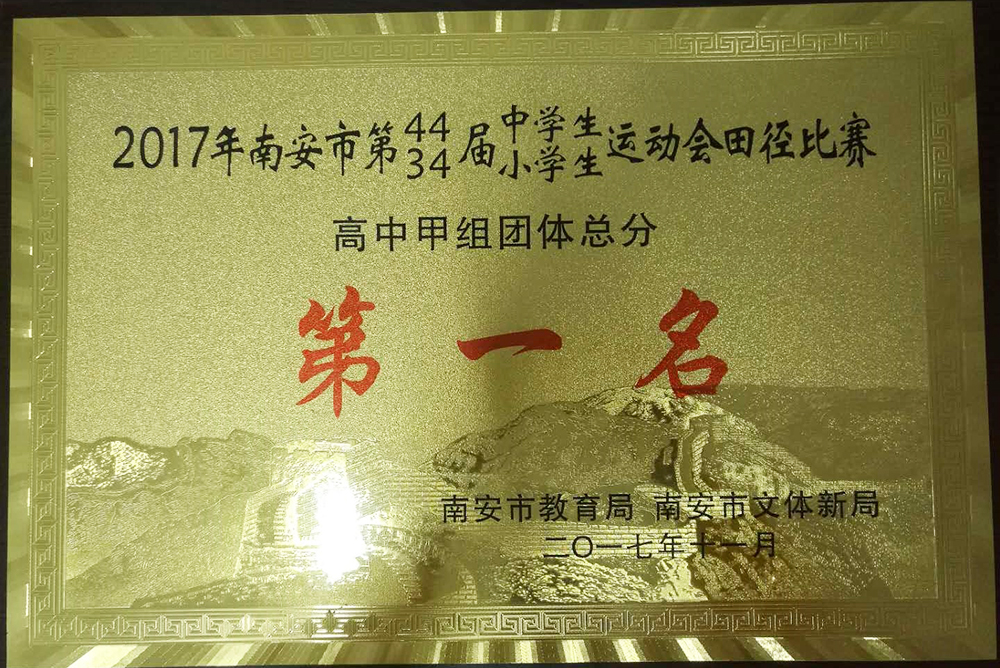 2017年南安市第44届中学生运动会田径比赛
34 小学生
高中甲组团体总分
第一名
南安市教育局 南安市文体新局
二〇一七年十一月